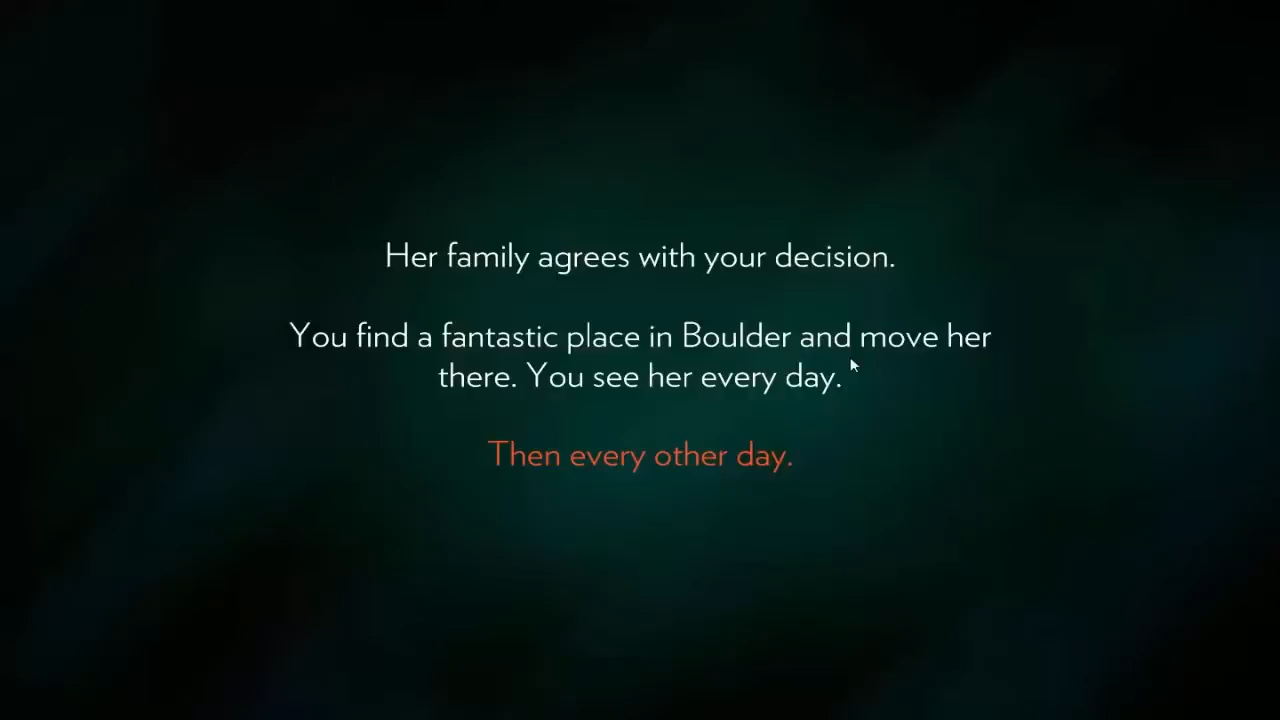 Her family agrees with your decision.
You find a fantastic place in Boulder and move her
there. You see her every day.
Then every other day.